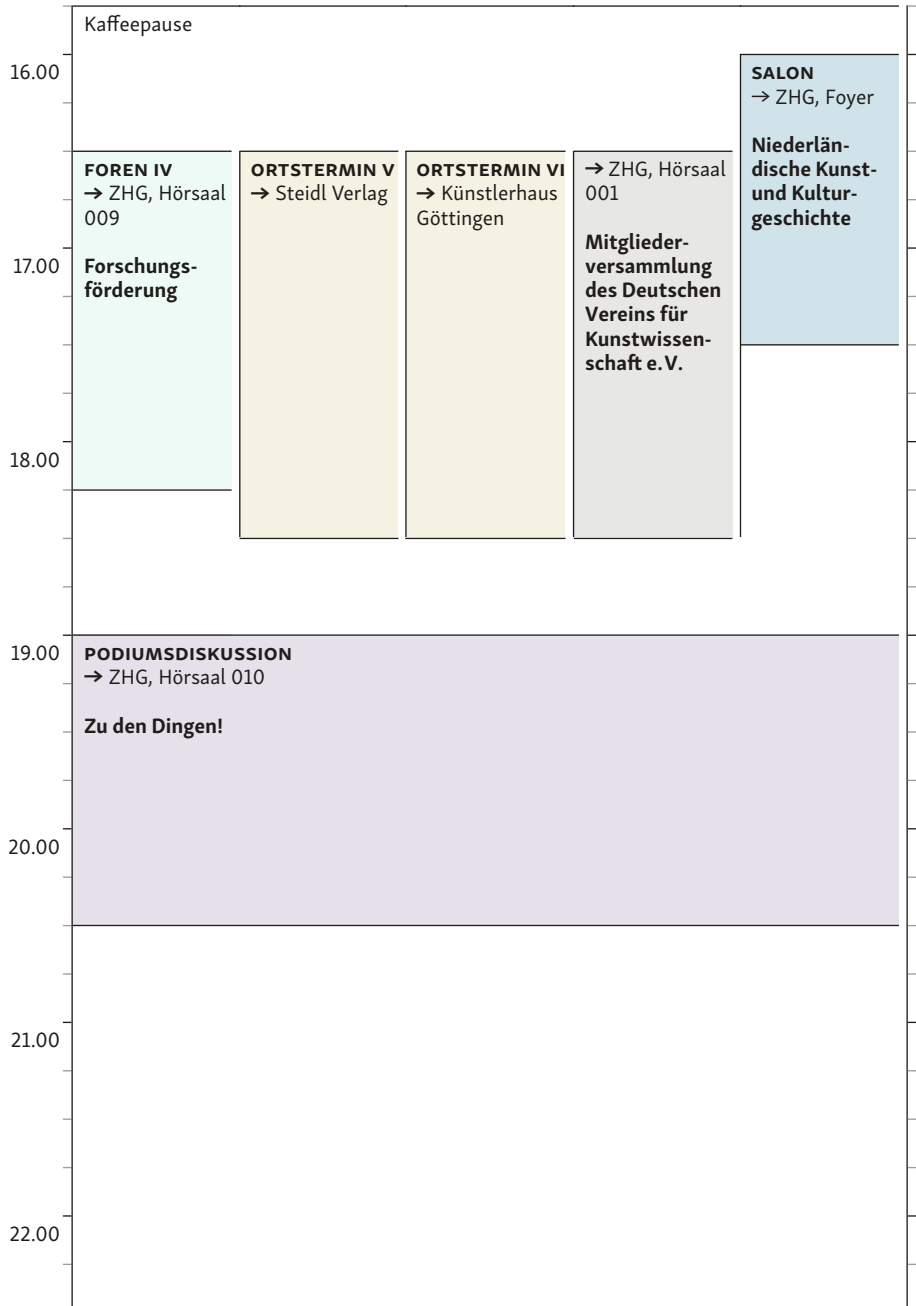 Kaffeepause
16.00
SALON
→ ZHG, Foyer
Niederlän-
dische Kunst-
und Kultur-
geschichte
FOREN IV
→ ZHG, Hörsaal
009
Forschungs-
förderung
ORTSTERMIN V
→ Steidl Verlag
ORTSTERMIN VI
→ Künstlerhaus
Göttingen
→ ZHG, Hörsaal
001
Mitglieder-
versammlung
des Deutschen
Vereins für
Kunstwissen-
schaft e.V.
17.00
18.00
19.00
PODIUMSDISKUSSION
→ ZHG, Hörsaal 010
Zu den Dingen!
20.00
21.00
22.00